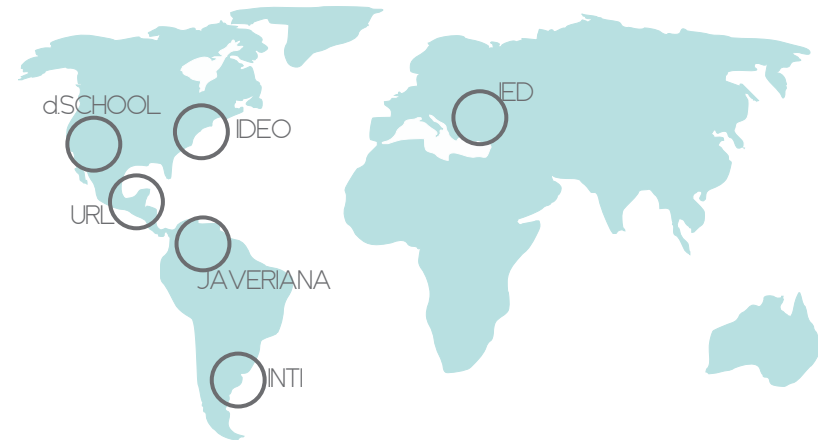 d.SCHOOL
IDEO
IED
URL
JAVERIANA
INTI